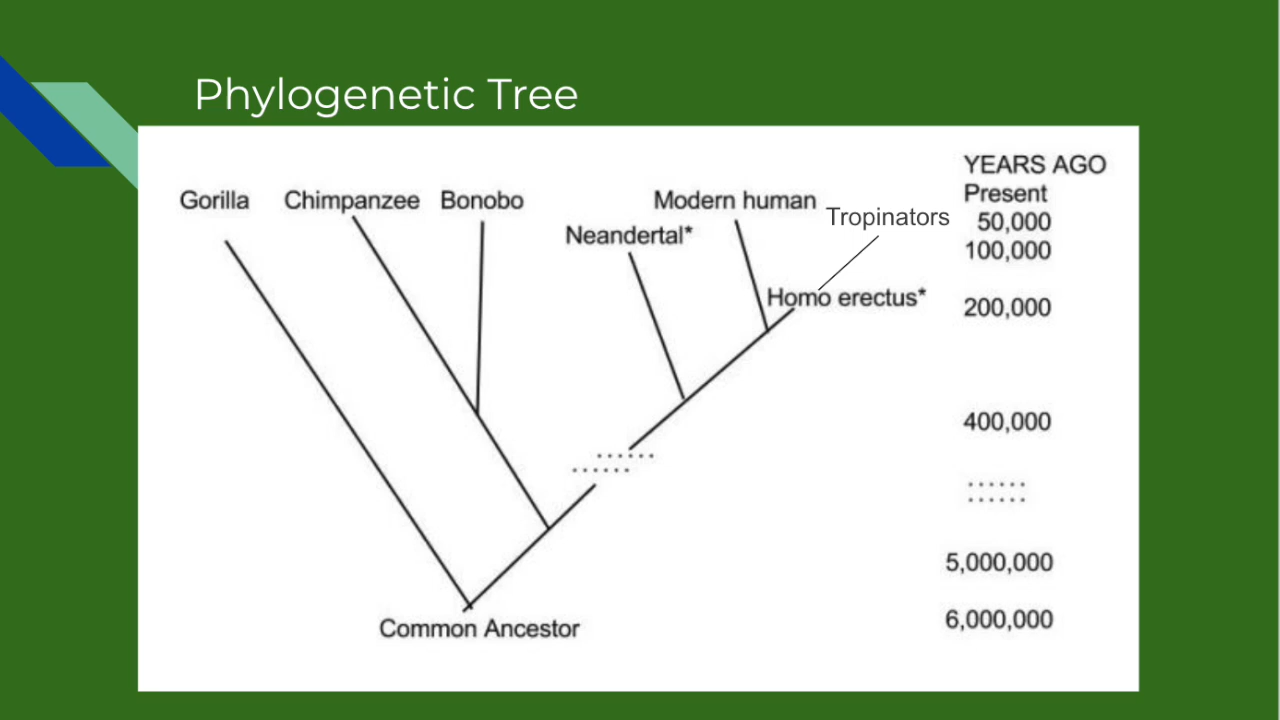 Phylogenetic Tree
YEARS AGO
Present
Gorilla Chimpanzee Bonobo Modern human
Tropinators
50,000
Neandertal*
100,000
Homo erectus*
200,000
400,000
5,000,000
6,000,000
Common Ancestor